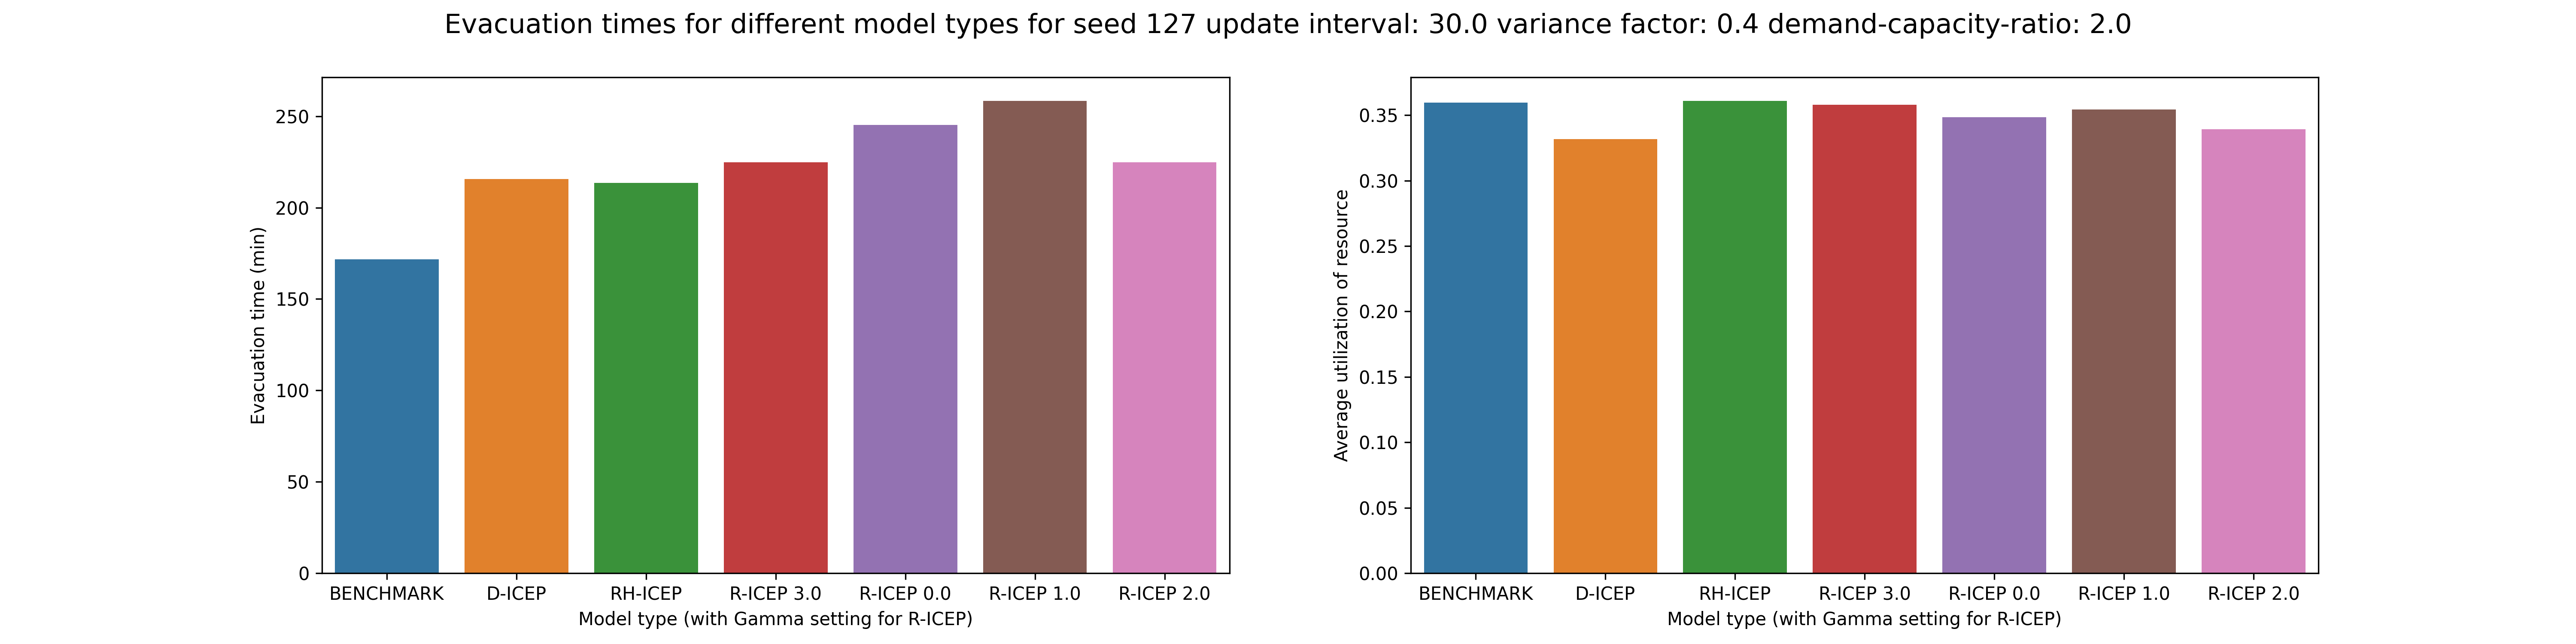 Evacuation times for different model types for seed 127 update interval: 30.0 variance factor: 0.4 demand-capacity-ratio: 2.0
Evacuation time (min)
250
200
150
100
50
0
BENCHMARK D-ICEP RH-ICEP R-ICEP 3.0 R-ICEP 0.0 R-ICEP 1.0 R-ICEP 2.0
Model type (with Gamma setting for R-ICEP)
Average utilization of resource
0.35
0.30
0.25
0.20
0.15
0.10
0.05
0.00
BENCHMARK D-ICEP RH-ICEP R-ICEP 3.0 R-ICEP 0.0 R-ICEP 1.0 R-ICEP 2.0
Model type (with Gamma setting for R-ICEP)